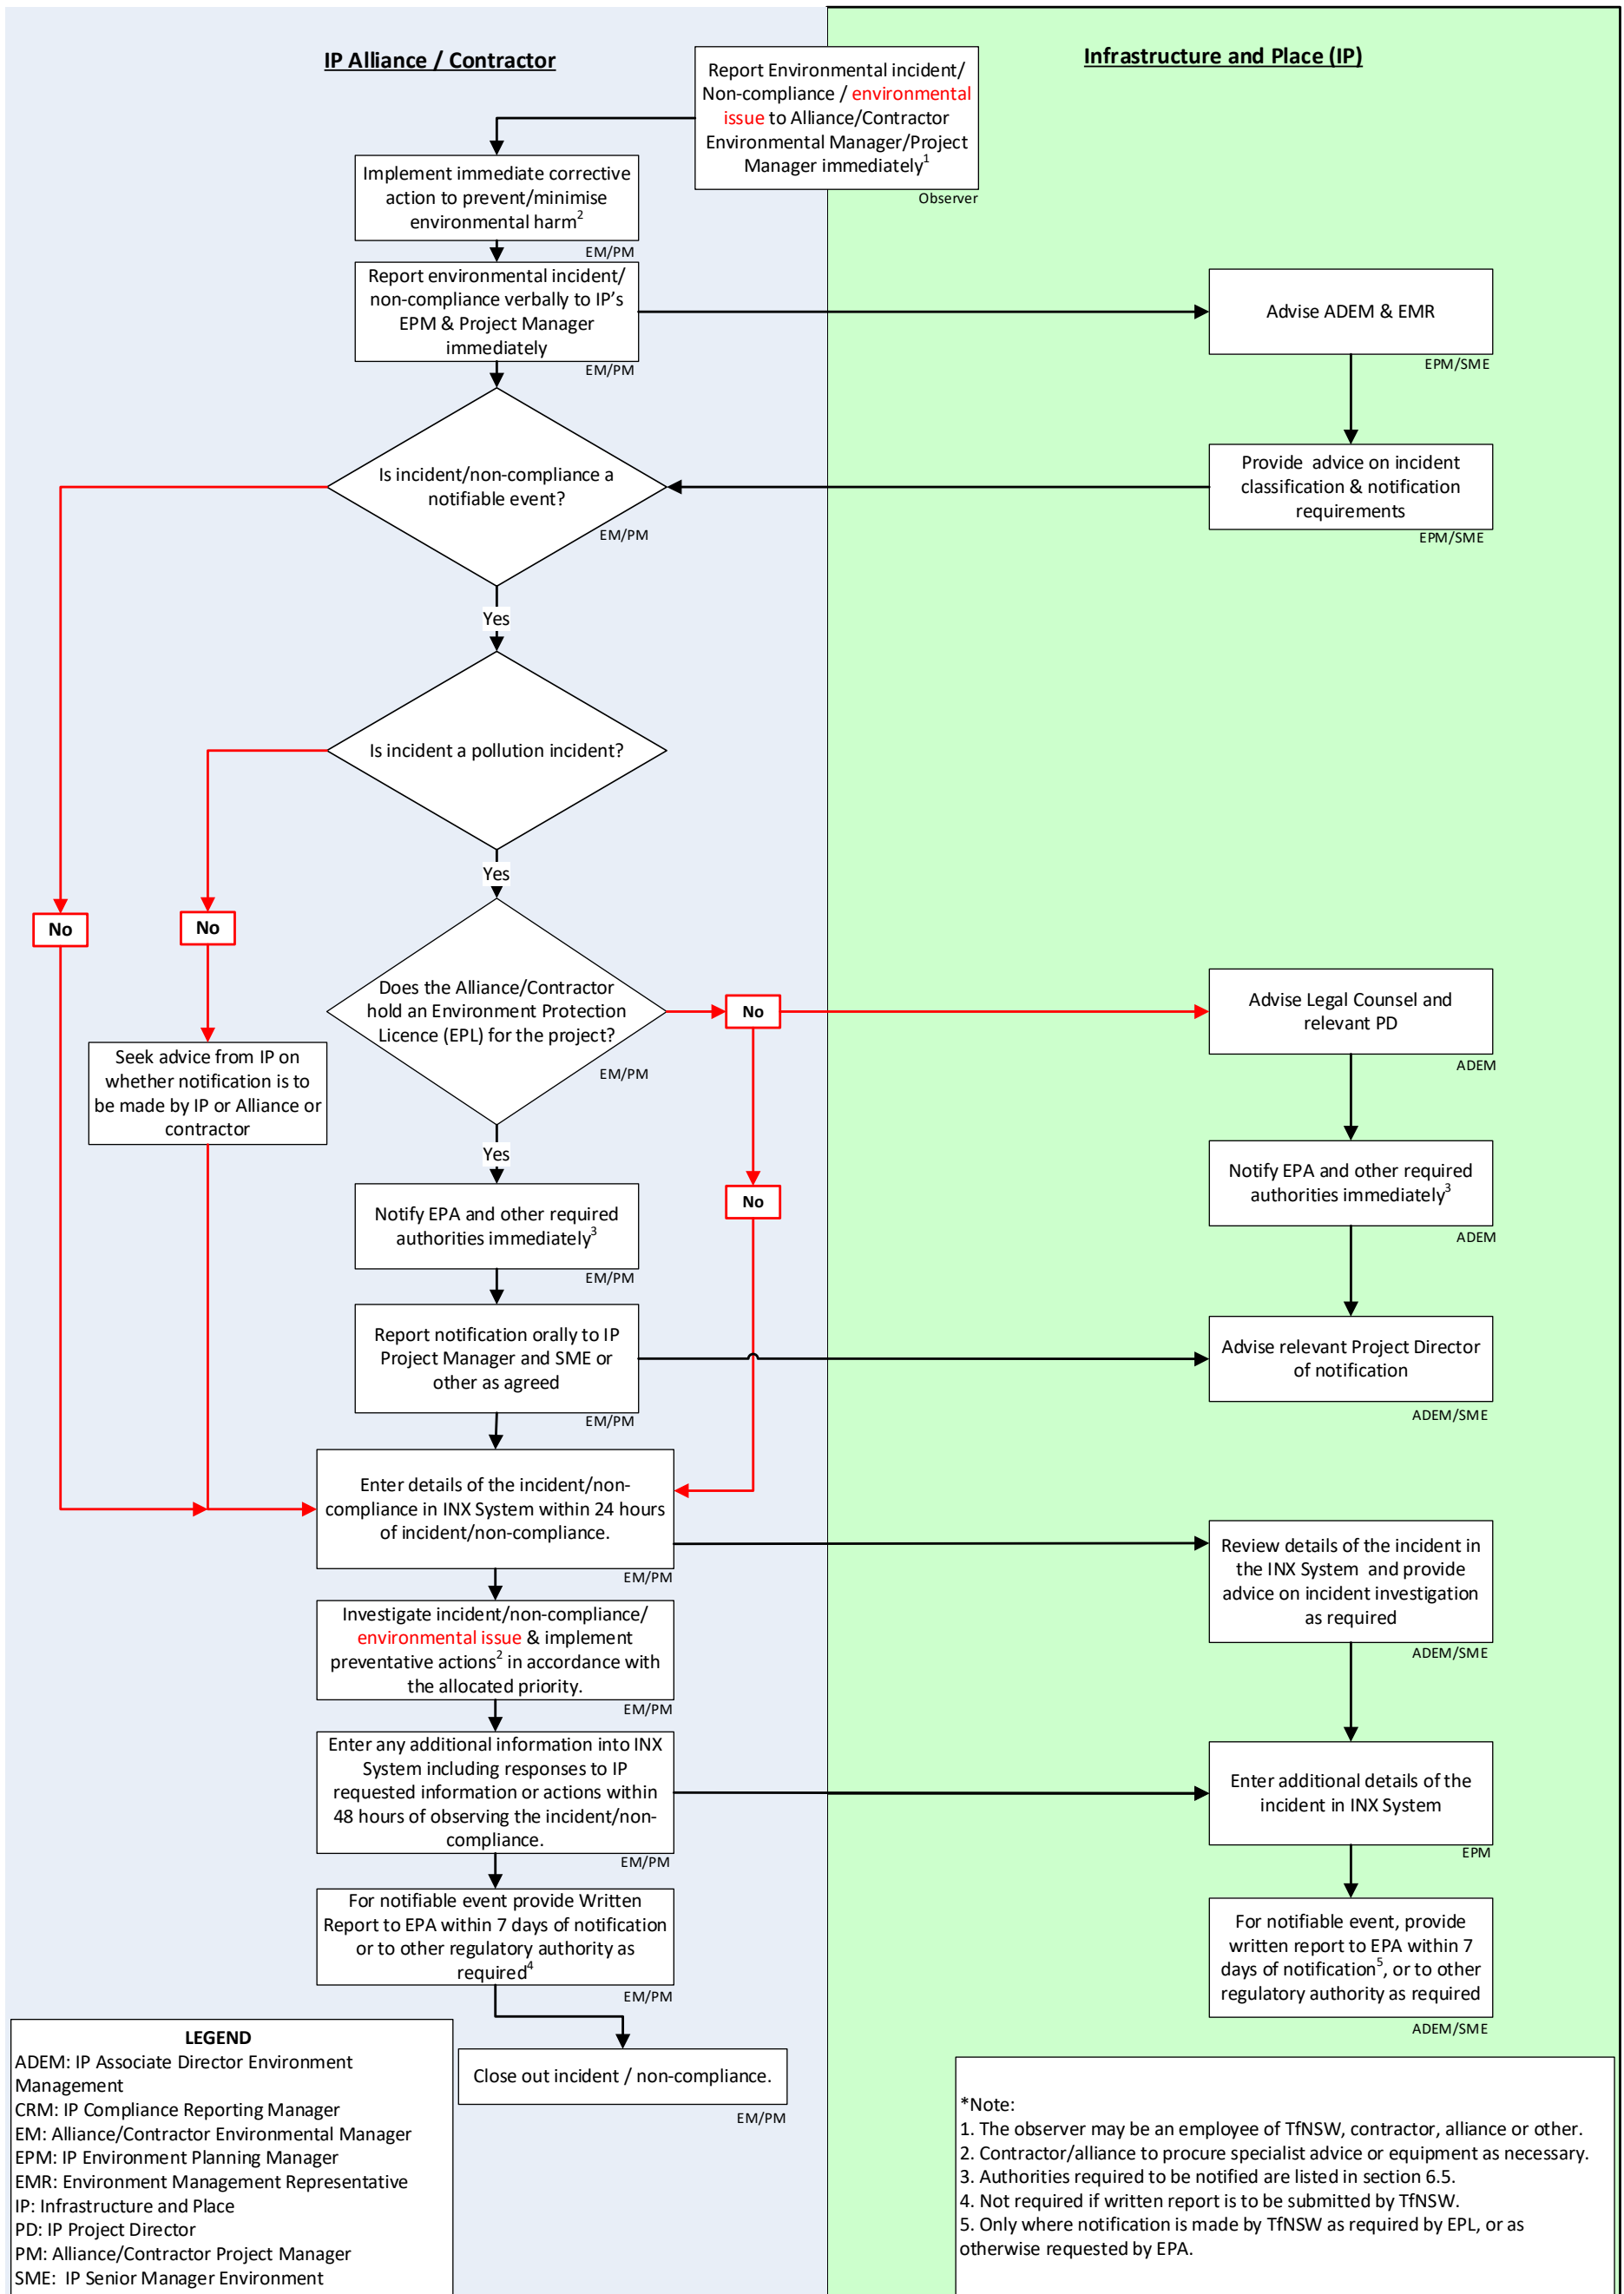 IP Alliance / Contractor
Infrastructure and Place (IP)
Report Environmental incident/
Non-compliance / environmental
issue to Alliance/Contractor
Environmental Manager/Project
Manager immediately1
Observer
Implement immediate corrective
action to prevent/minimise
environmental harm2
EM/PM
Report environmental incident/
non-compliance verbally to IP's
EPM & Project Manager
immediately
EM/PM
Advise ADEM & EMR
EPM/SME
Is incident/non-compliance a
notifiable event?
EM/PM
Provide  advice on incident
classification & notification
requirements
EPM/SME
Yes
Is incident a pollution incident?
Yes
No
No
Does the Alliance/Contractor
hold an Environment Protection
Licence (EPL) for the project?
EM/PM
No
Advise Legal Counsel and
relevant PD
ADEM
Seek advice from IP on
whether notification is to
be made by IP or Alliance or
contractor
Yes
No
Notify EPA and other required
authorities immediately3
EM/PM
Notify EPA and other required
authorities immediately3
ADEM
Report notification orally to IP
Project Manager and SME or
other as agreed
EM/PM
Advise relevant Project Director
of notification
ADEM/SME
Enter details of the incident/non-
compliance in INX System within 24 hours
of incident/non-compliance.
EM/PM
Review details of the incident in
the INX System  and provide
advice on incident investigation
as required
ADEM/SME
Investigate incident/non-compliance/
environmental issue & implement
preventative actions2 in accordance with
the allocated priority.
EM/PM
Enter any additional information into INX
System including responses to IP
requested information or actions within
48 hours of observing the incident/non-
compliance.
EM/PM
Enter additional details of the
incident in INX System
EPM
For notifiable event provide Written
Report to EPA within 7 days of notification
or to other regulatory authority as
required4
EM/PM
For notifiable event, provide
written report to EPA within 7
days of notification5, or to other
regulatory authority as required
ADEM/SME
Close out incident / non-compliance.
EM/PM
LEGEND
ADEM: IP Associate Director Environment
Management
CRM: IP Compliance Reporting Manager
EM: Alliance/Contractor Environmental Manager
EPM: IP Environment Planning Manager
EMR: Environment Management Representative
IP: Infrastructure and Place
PD: IP Project Director
PM: Alliance/Contractor Project Manager
SME:  IP Senior Manager Environment
*Note:
1. The observer may be an employee of TfNSW, contractor, alliance or other.
2. Contractor/alliance to procure specialist advice or equipment as necessary.
3. Authorities required to be notified are listed in section 6.5.
4. Not required if written report is to be submitted by TfNSW.
5. Only where notification is made by TfNSW as required by EPL, or as
otherwise requested by EPA.